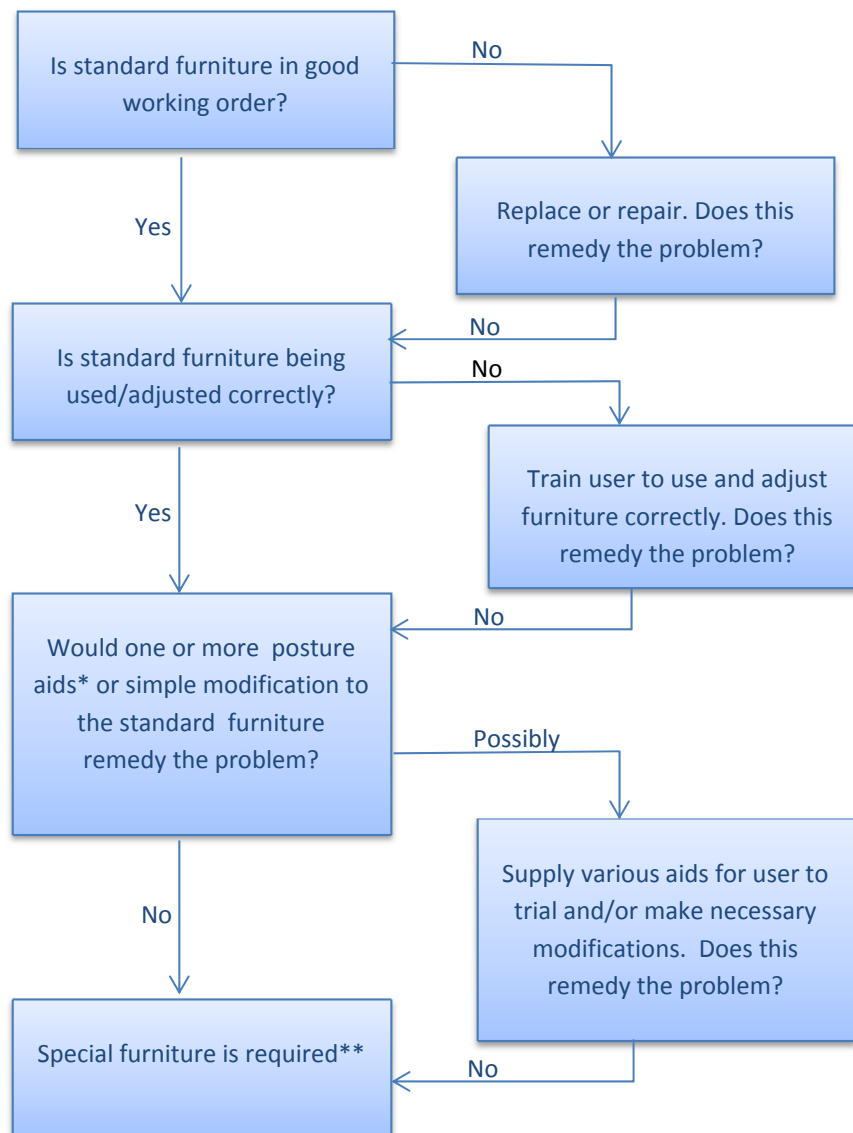 Is standard furniture in good
working order?
No
Replace or repair. Does this
remedy the problem?
Yes
No
Is standard furniture being
used/adjusted correctly?
No
Train user to use and adjust
furniture correctly. Does this
remedy the problem?
Yes
No
Would one or more posture
aids* or simple modification to
the standard furniture
remedy the problem?
Possibly
Supply various aids for user to
trial and/or make necessary
modifications. Does this
remedy the problem?
No
Special furniture is required**
No